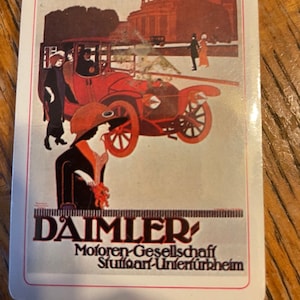 DAIMLER-
Motoren-Gesellschaft
Stuttgart-Untertürkheim